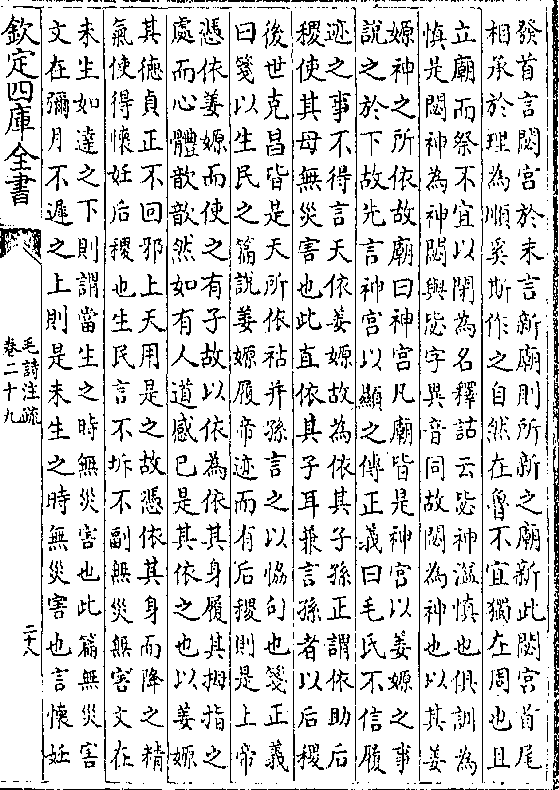 發首言閟宮於末言新廟則所新之廟新此閟宮首尾
相承於理為順奚斯作之自然在魯不宜獨在周也且
立廟而祭不宜以閉為名釋詁云毖神溢慎也俱訓為
慎是閟神為神閟與毖字異音同故閟為神也以其姜
嫄神之所依故廟曰神宮凡廟皆是神宮以姜嫄之事
說之於下故先言神宮以顯之傳正義曰毛氏不信履
迹之事不得言天依姜嫄故為依其子孫正謂依助后
稷使其母無災害也此直依其子耳兼言孫者以后稷
後世克昌皆是天所依祐并孫言之以協句也箋正義
曰箋以生民之篇說姜嫄履帝迹而有后稷則是上帝
憑依姜嫄而使之有子故以依為依其身履其拇指之
處而心體歆歆然如有人道感已是其依之也以姜嫄
其徳貞正不回邪上天用是之故憑依其身而降之精
氣使得懷妊后稷也生民言不坼不副無災無害文在
未生如達之下則謂當生之時無災害也此篇無災害
文在彌月不遲之上則是未生之時無災害也言懷妊
欽定四庫全書
毛詩注疏
卷二十九
二十八